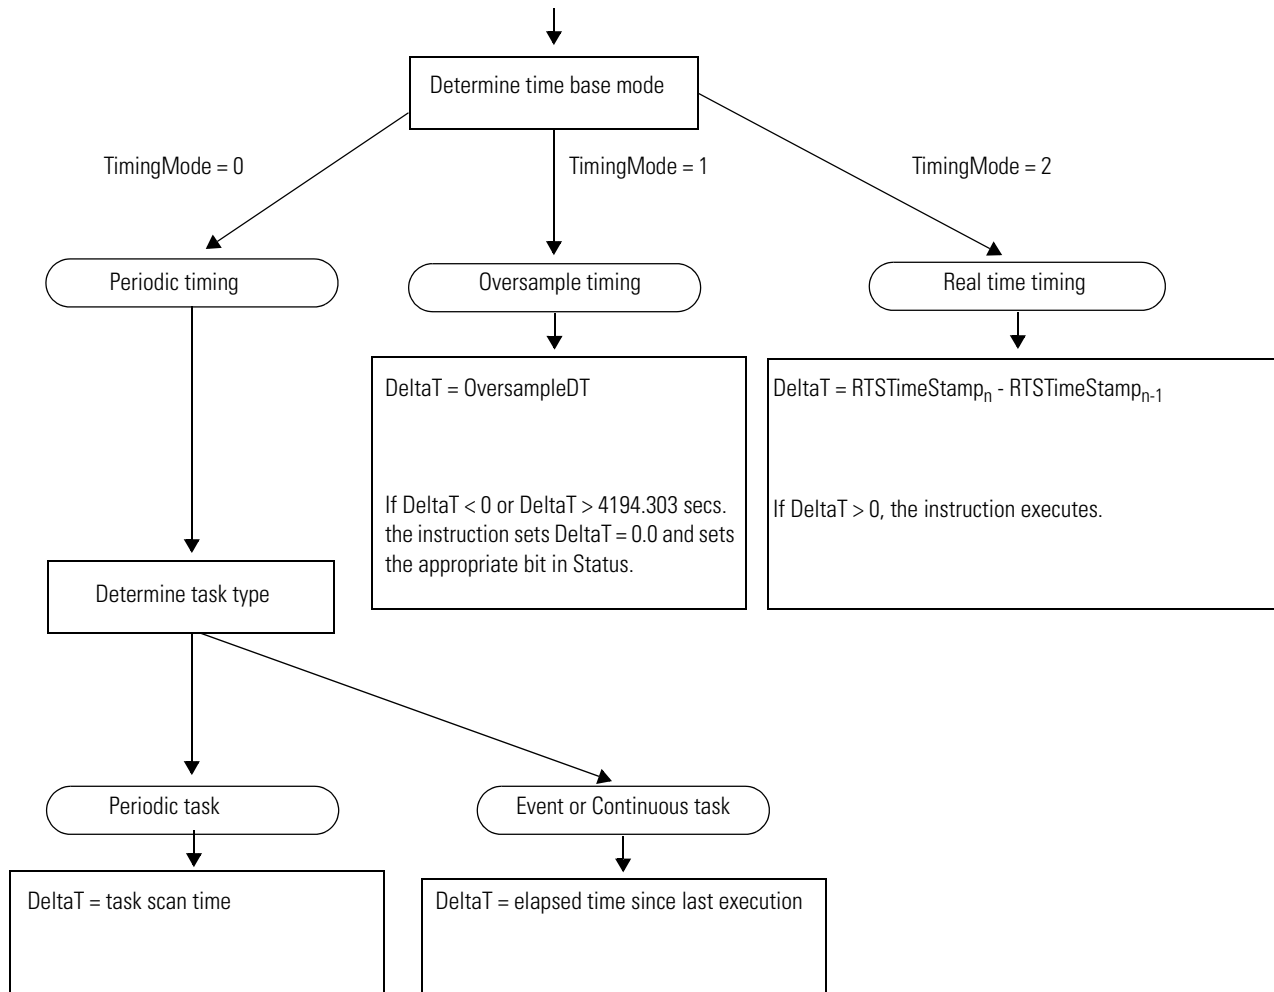 Determine time base mode
TimingMode = 0
TimingMode = 1
TimingMode = 2
Periodic timing
Oversample timing
Real time timing
DeltaT = OversampleDT
If DeltaT < 0 or DeltaT > 4194.303 secs.
the instruction sets DeltaT = 0.0 and sets
the appropriate bit in Status.
DeltaT = RTSTimeStampn - RTSTimeStampn-1
If DeltaT > 0, the instruction executes.
Determine task type
Periodic task
Event or Continuous task
DeltaT = task scan time
DeltaT = elapsed time since last execution